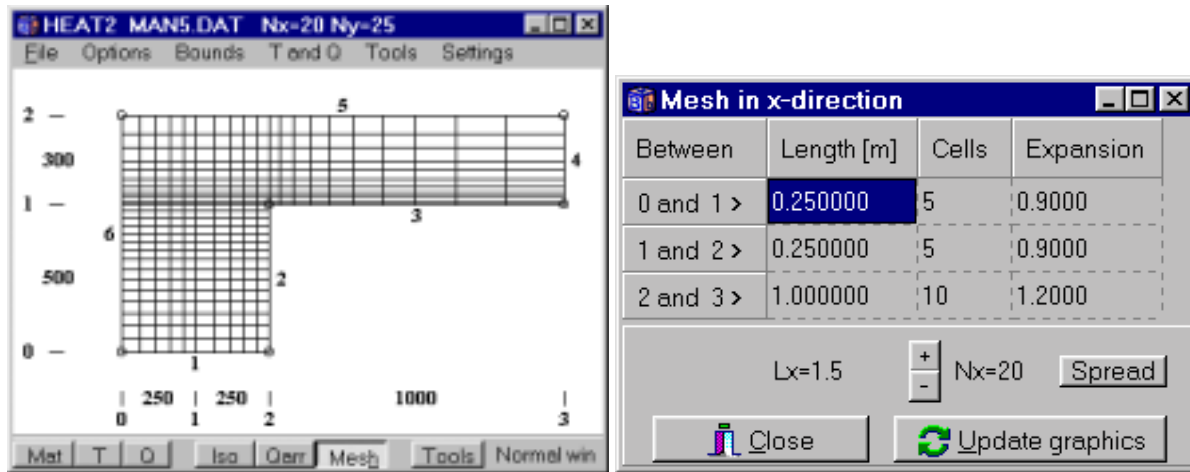 HEAT2 MAN5.DAT Nx=20 Ny=25
File Options Bounds T and Q Tools Settings
5
2
300
4
1
3
6
500
2
0
1
250 250 1000
0 1 2 3
Mat T Q Iso Qarr Mesh Tools Normal win
Mesh in x-direction
Between Length [m] Cells Expansion
0 and 1 > 0.250000 5 0.9000
1 and 2 > 0.250000 5 0.9000
2 and 3 > 1.000000 10 1.2000
Lx=1.5 + - Nx=20 Spread
Close Update graphics